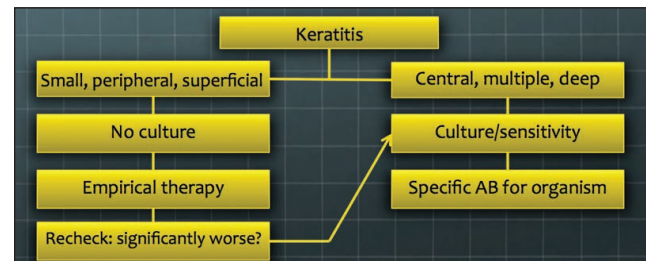 Keratitis
Small, peripheral, superficial
No culture
Empirical therapy
Recheck: significantly worse?
Central, multiple, deep
Culture/sensitivity
Specific AB for organism